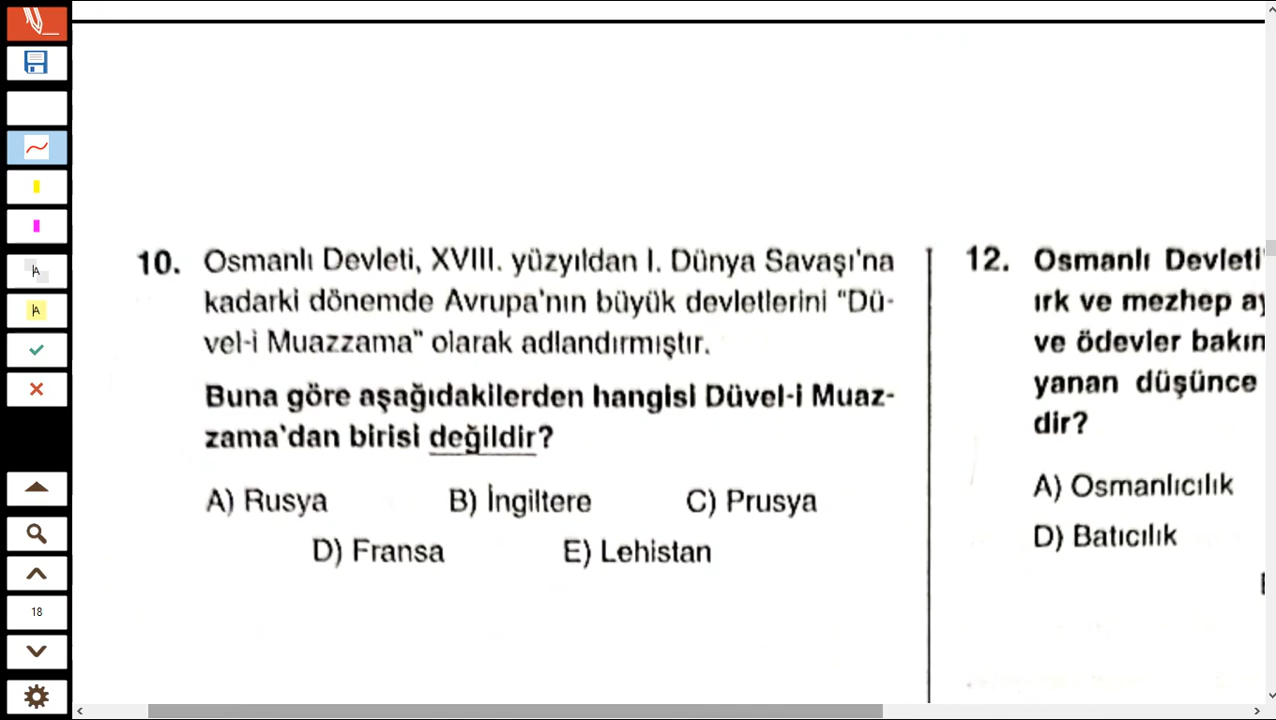 10. Osmanlı Devleti, XVIII. yüzyıldan I. Dünya Savaşı'na
kadarki dönemde Avrupa'nın büyük devletlerini "Dü-
vel-i Muazzama" olarak adlandırmıştır.
Buna göre aşağıdakilerden hangisi Düvel-i Muaz-
zama'dan birisi değildir?
A) Rusya B) İngiltere C) Prusya
D) Fransa E) Lehistan
12. Osmanlı Devleti'
ırk ve mezhep ay
ve ödevler bakın
yanan düşünce
dir?
A) Osmanlıcılık
D) Batıcılık
A
A
18